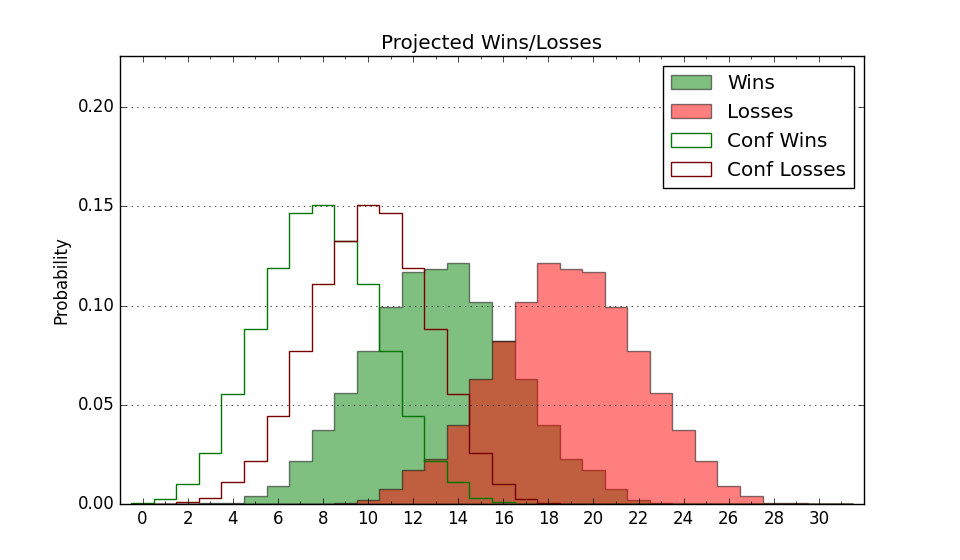 Projected Wins/Losses
Wins
Losses
Conf Wins
Conf Losses
Probability
0.20
0.15
0.10
0.05
0.00
0 2 4 6 8 10 12 14 16 18 20 22 24 26 28 30